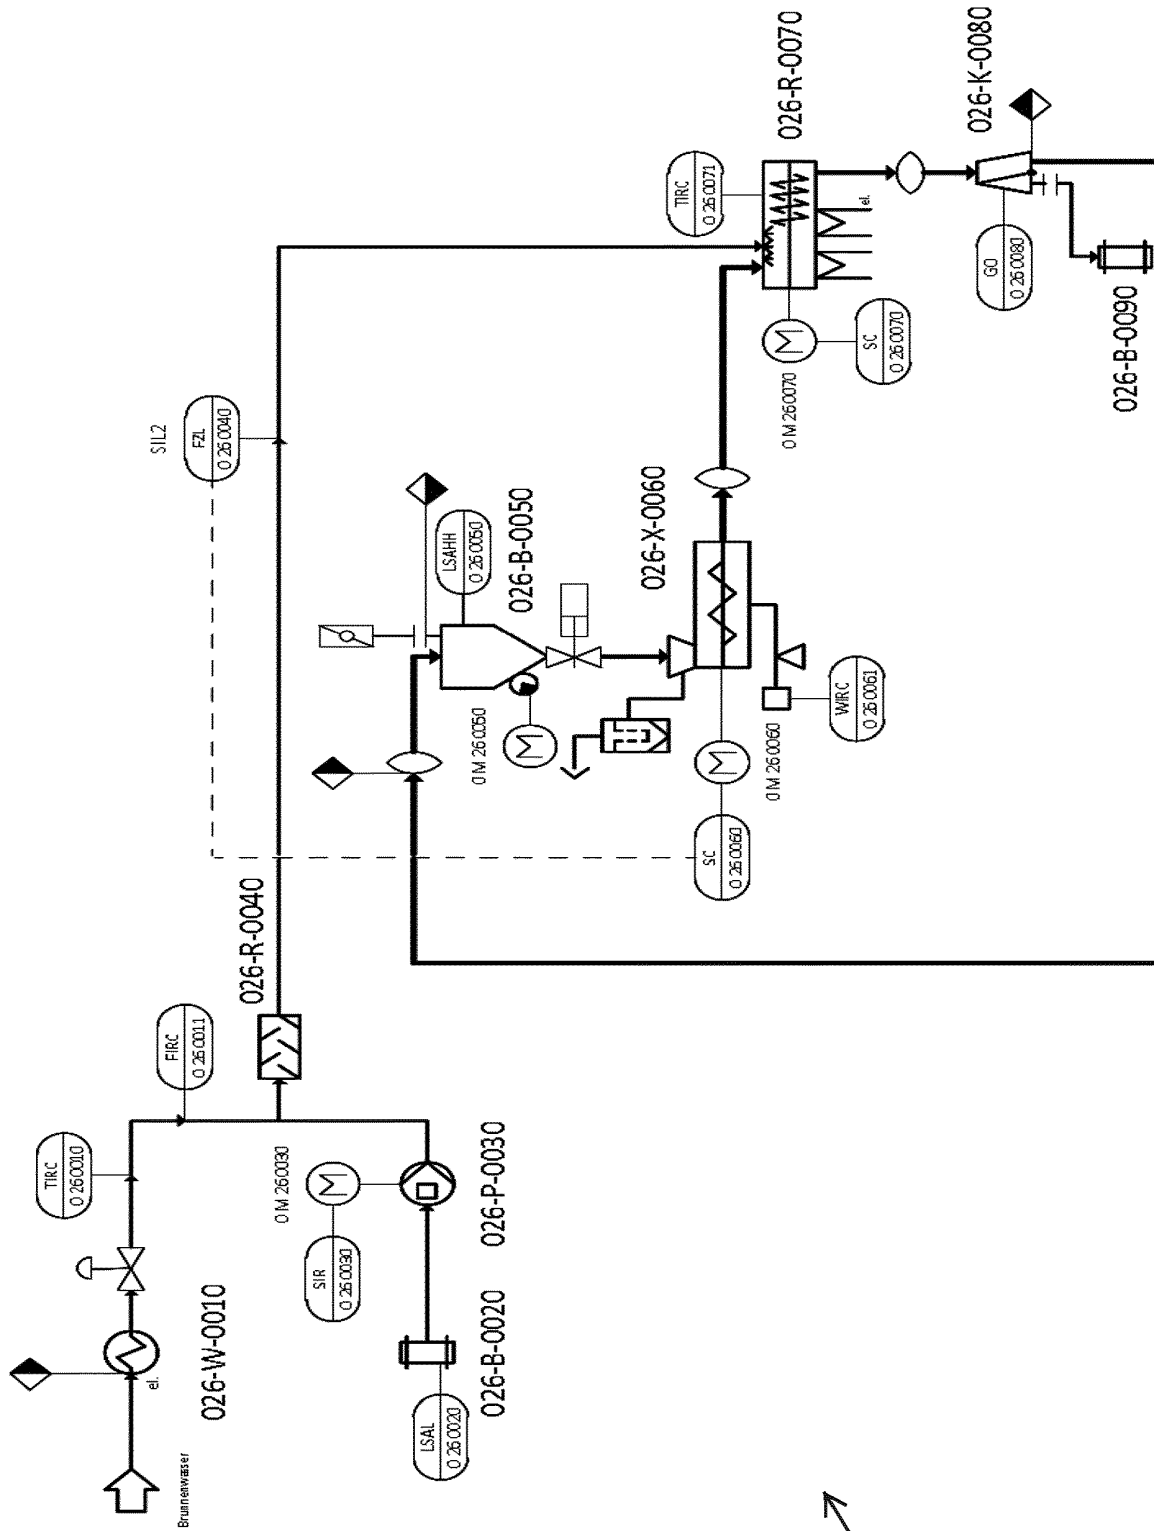 Brunnenwasser
el.
026-W-0010
TIRC
0 26 0010
FIRC
0 26 0011
LSAL
0 26 0020
026-B-0020
SIR
0 26 0030
0 M 26 0030
M
026-P-0030
026-R-0040
SIL2
FZL
0 26 0040
LSAHH
0 26 0050
026-B-0050
0 M 26 0050
M
026-X-0060
SC
0 26 0060
M
0 M 26 0060
WIRC
0 26 0061
TIRC
0 26 0071
026-R-0070
el.
M
0 M 26 0070
SC
0 26 0070
026-K-0080
GO
0 26 0080
026-B-0090